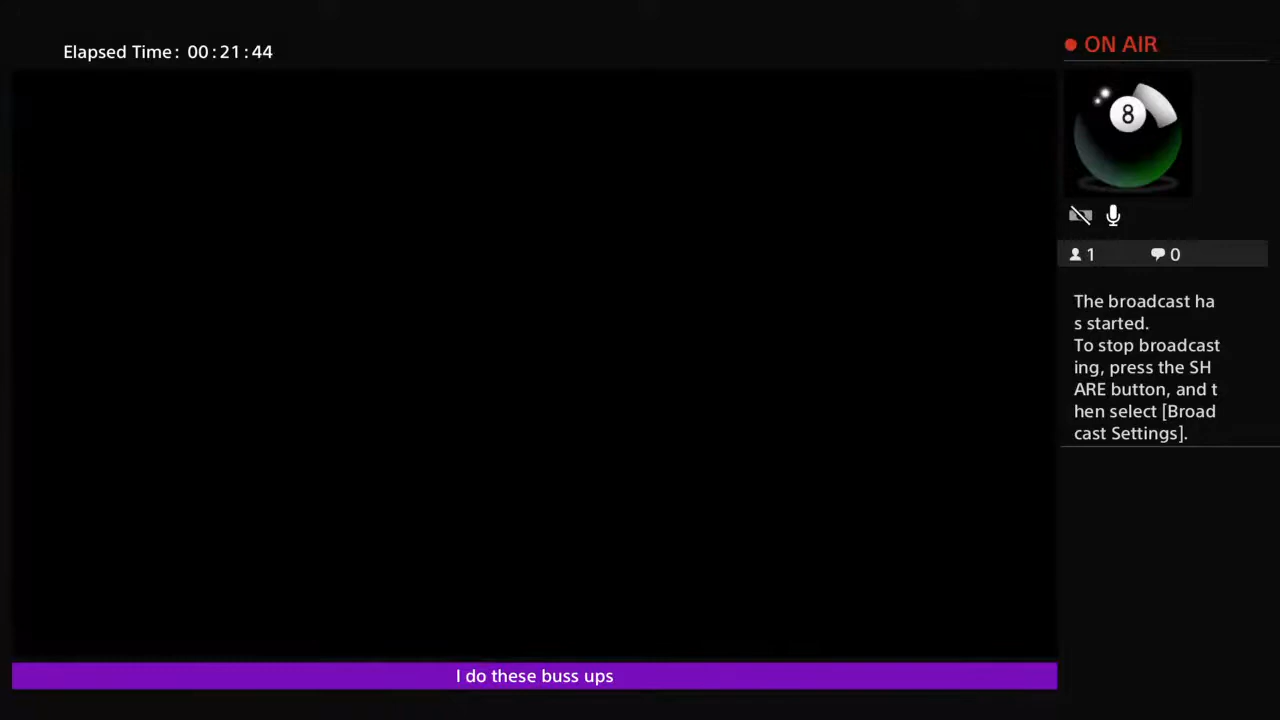 Elapsed Time: 00:21:44
ON AIR
8
1
0
The broadcast ha
s started.
To stop broadcast
ing, press the SH
ARE button, and t
hen select [Broad
cast Settings].
I do these buss ups